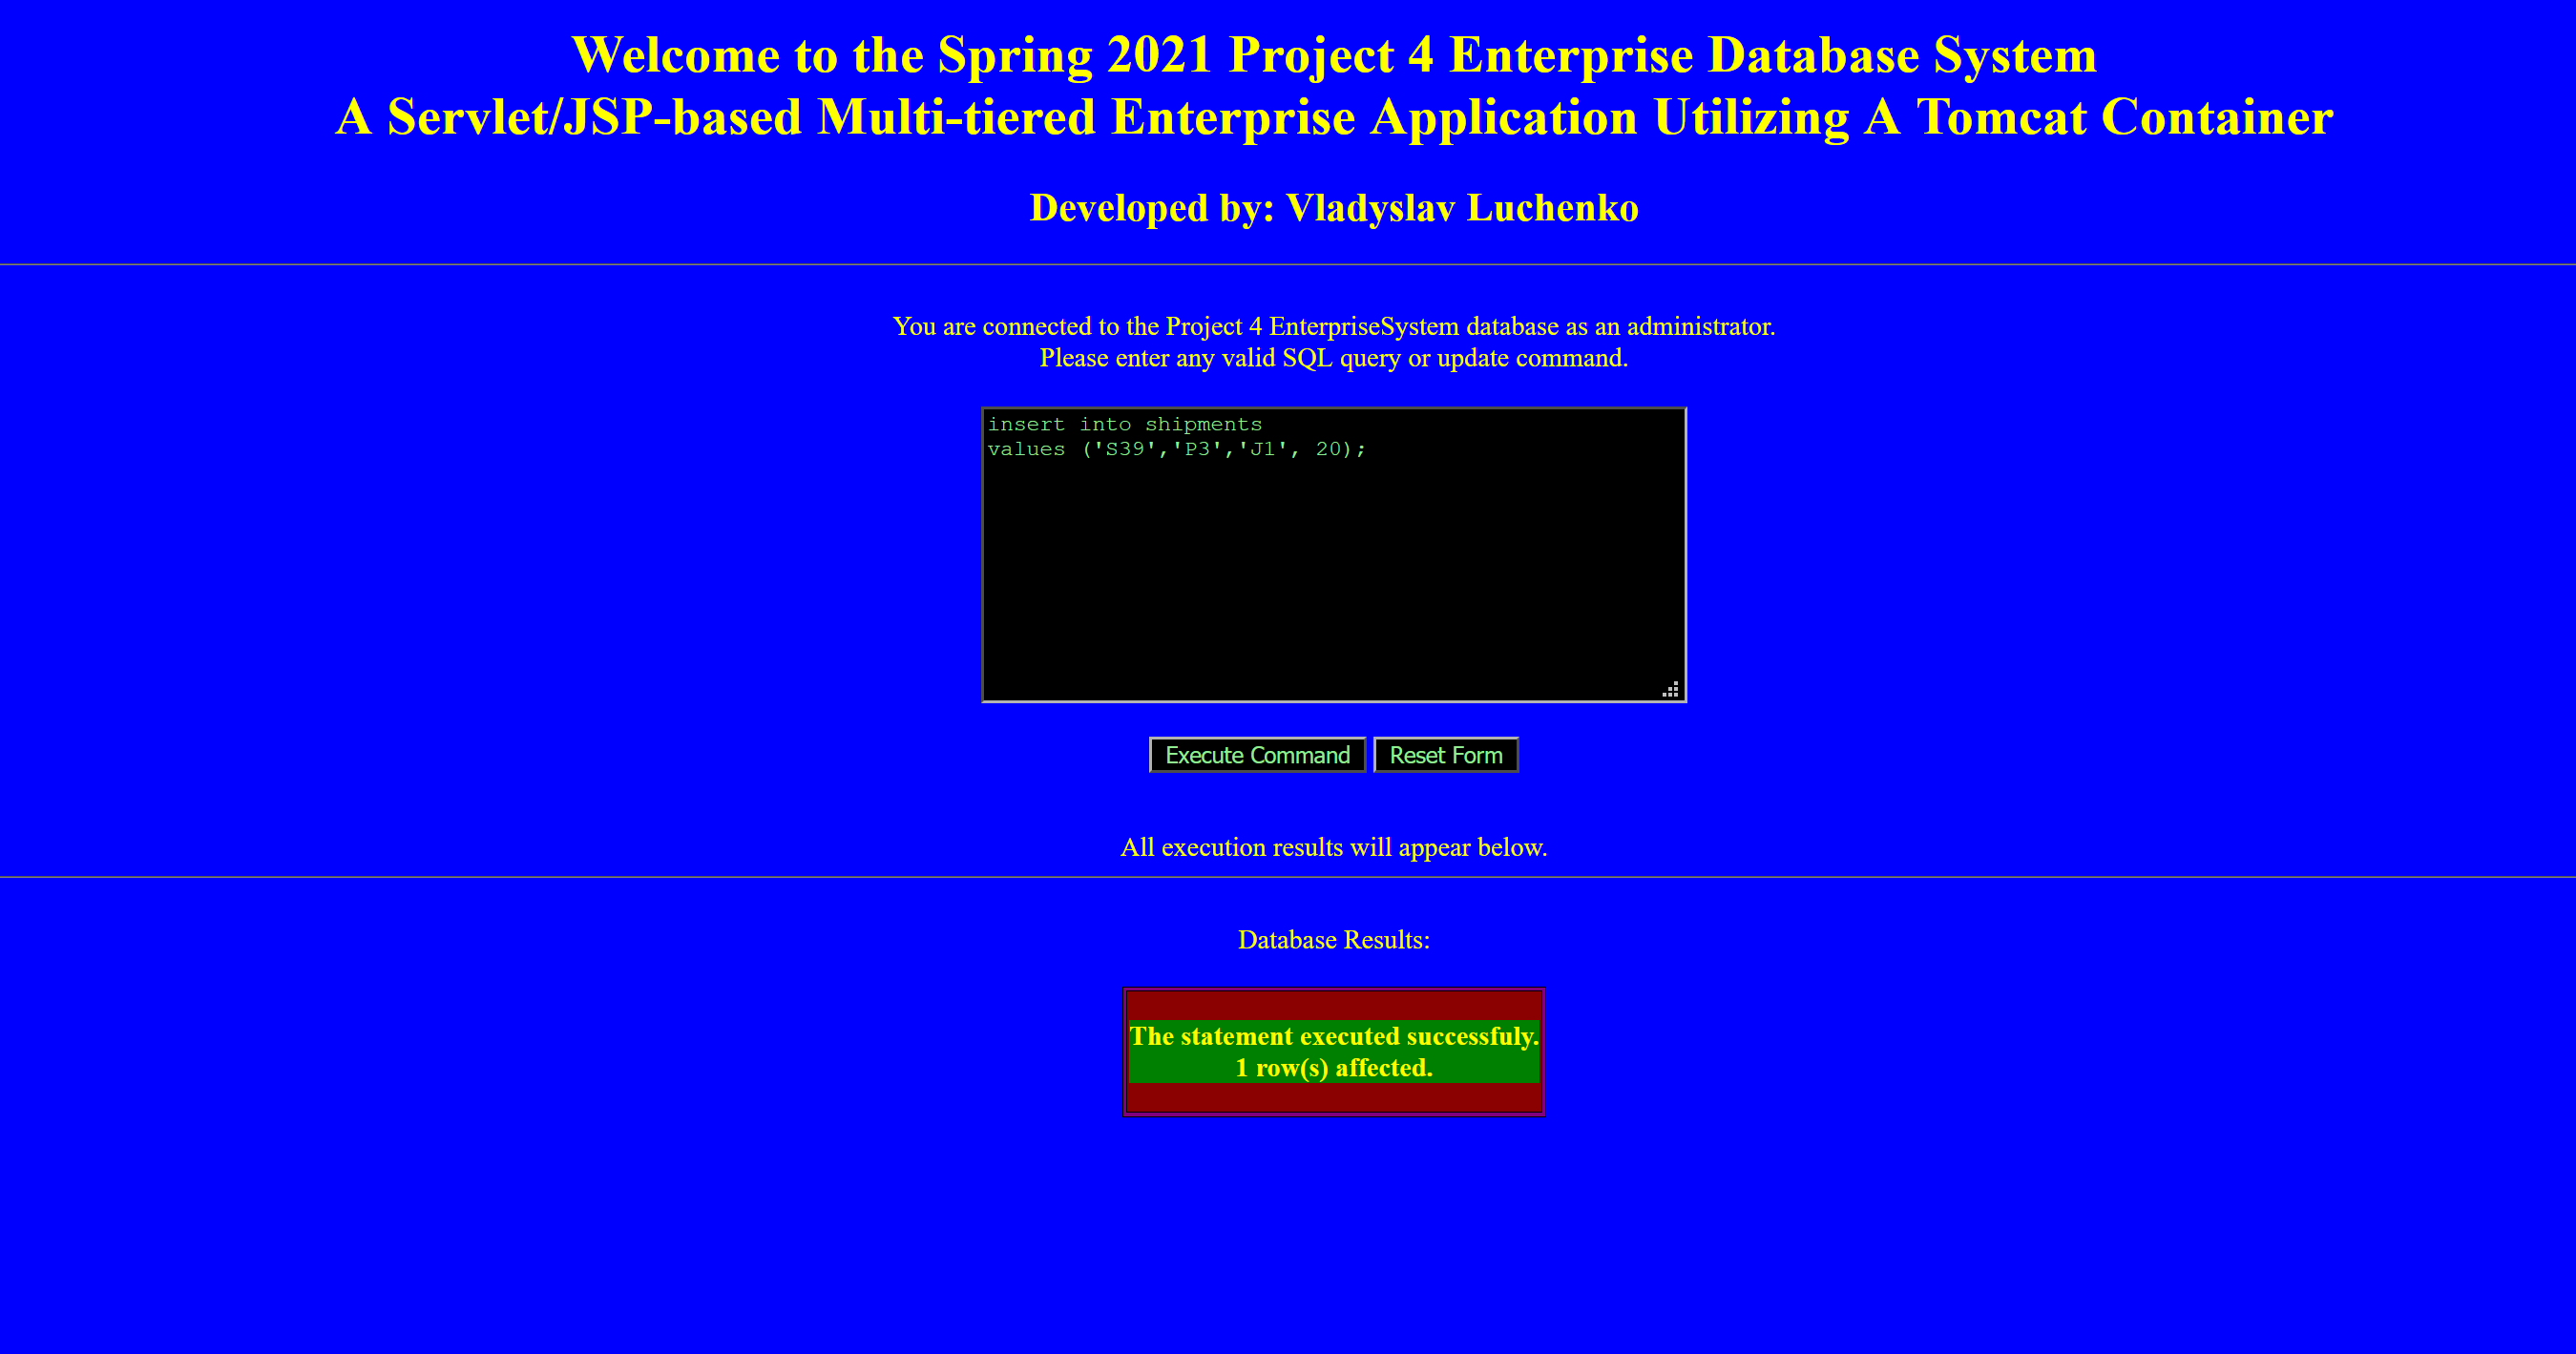 Welcome to the Spring 2021 Project 4 Enterprise Database System
A Servlet/JSP-based Multi-tiered Enterprise Application Utilizing A Tomcat Container
Developed by: Vladyslav Luchenko
You are connected to the Project 4 EnterpriseSystem database as an administrator.
Please enter any valid SQL query or update command.
insert into shipments
values ('S39','P3','J1', 20);
Execute Command Reset Form
All execution results will appear below.
Database Results:
The statement executed successfuly.
1 row(s) affected.